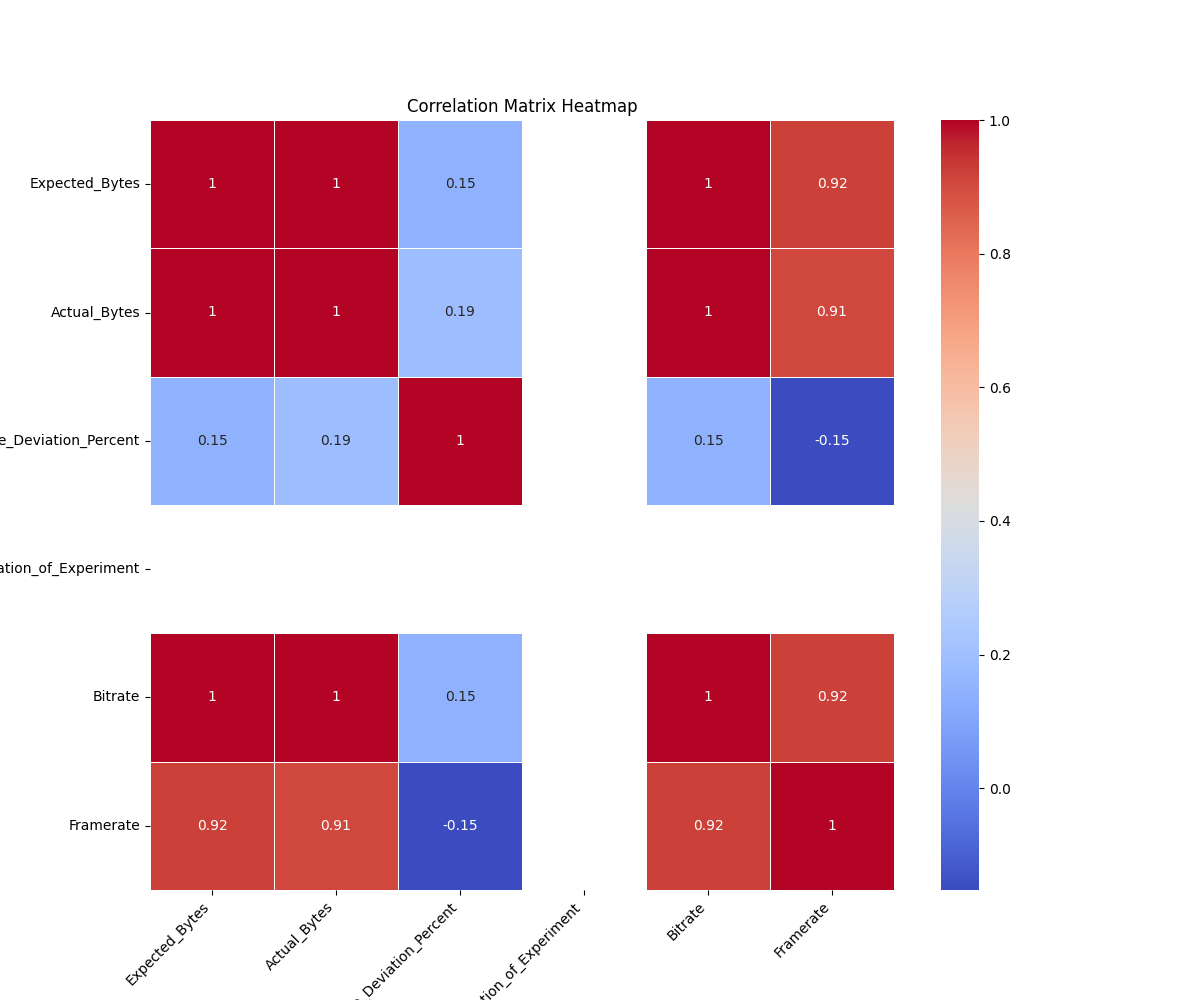 Correlation Matrix Heatmap
Expected_Bytes 1 1 0.15 1 0.92
Actual_Bytes 1 1 0.19 1 0.91
e_Deviation_Percent 0.15 0.19 1 0.15 -0.15
ation_of_Experiment
Bitrate 1 1 0.15 1 0.92
Framerate 0.92 0.91 -0.15 0.92 1
Expected_Bytes
Actual_Bytes
_Deviation_Percent
tion_of_Experiment
Bitrate
Framerate
1.0
0.8
0.6
0.4
0.2
0.0